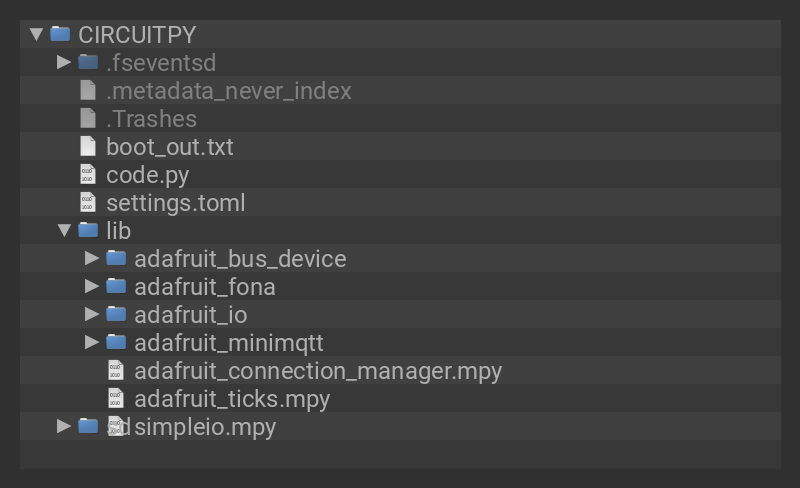 CIRCUITPY
.fseventsd
.metadata_never_index
.Trashes
boot_out.txt
code.py
settings.toml
lib
adafruit_bus_device
adafruit_fona
adafruit_io
adafruit_minimqtt
adafruit_connection_manager.mpy
adafruit_ticks.mpy
sd simpleio.mpy